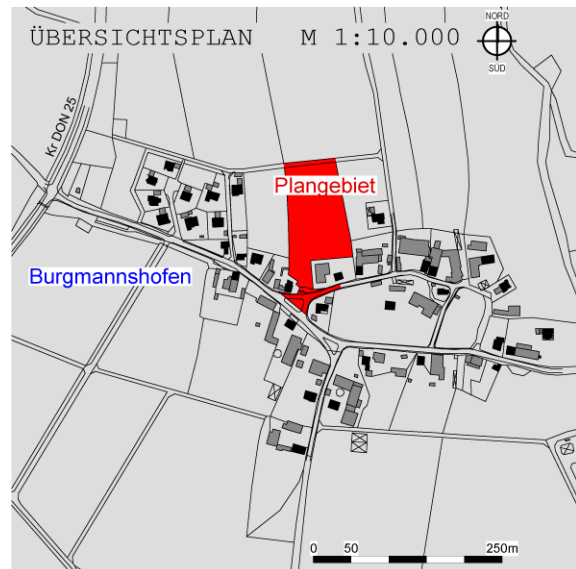 ÜBERSICHTSPLAN M 1:10.000
NORD
SÜD
Kr DON 25
Plangebiet
Burgmannshofen
0 50 250m